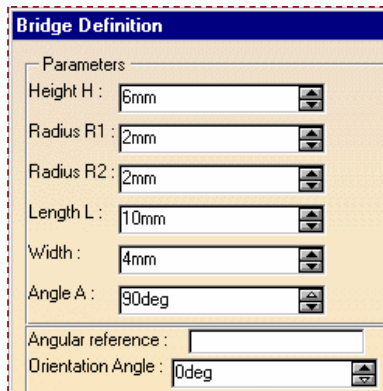 Bridge Definition
Parameters
Height H : 6mm
Radius R1 : 2mm
Radius R2 : 2mm
Length L : 10mm
Width : 4mm
Angle A : 90deg
Angular reference :
Orientation Angle : 0deg